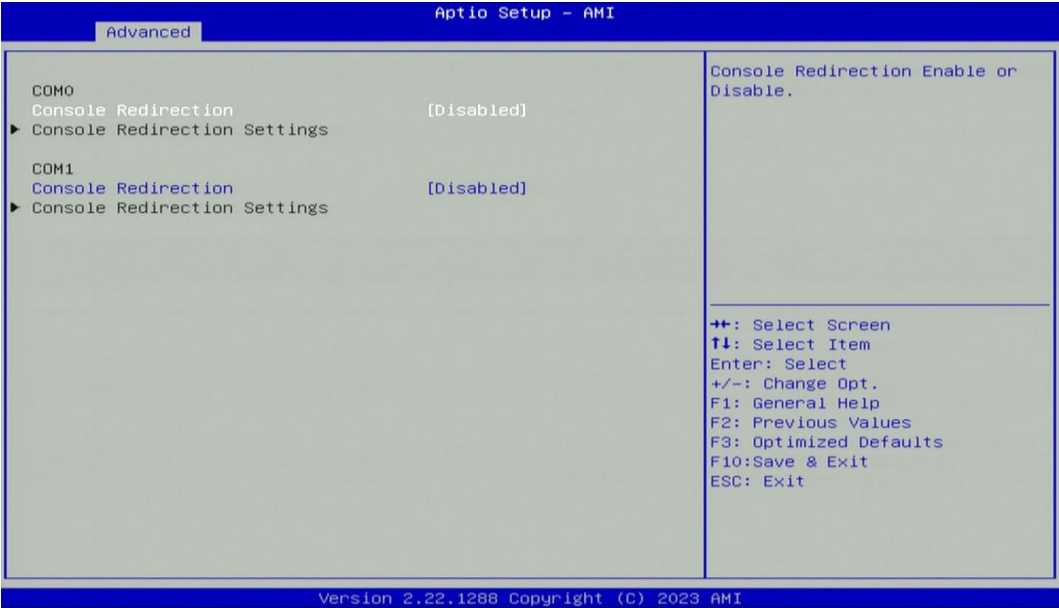 Aptio Setup - AMI
Advanced
COM0
Console Redirection [Disabled]
► Console Redirection Settings
COM1
Console Redirection [Disabled]
► Console Redirection Settings
Console Redirection Enable or
Disable.
→←: Select Screen
↑↓: Select Item
Enter: Select
+/-: Change Opt.
F1: General Help
F2: Previous Values
F3: Optimized Defaults
F10:Save & Exit
ESC: Exit
Version 2.22.1288 Copyright (C) 2023 AMI